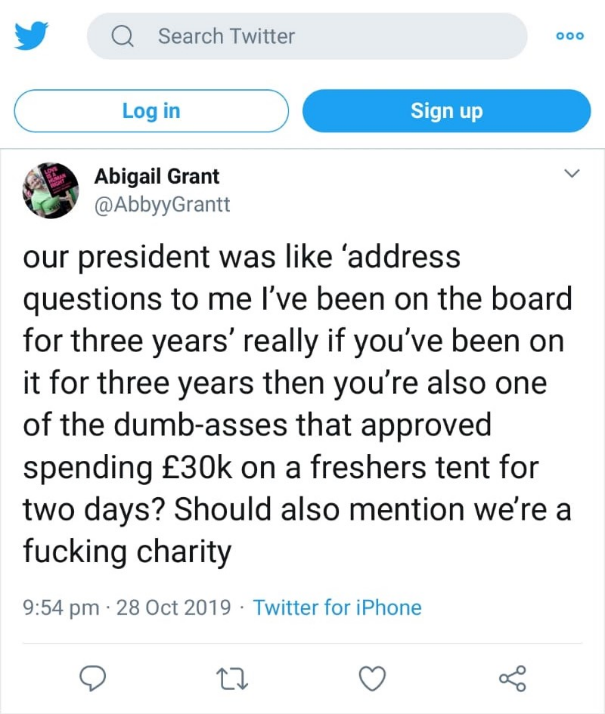 Search Twitter
Log in
Sign up
Abigail Grant
@AbbyyGrantt
our president was like ‘address
questions to me I’ve been on the board
for three years’ really if you’ve been on
it for three years then you’re also one
of the dumb-asses that approved
spending £30k on a freshers tent for
two days? Should also mention we’re a
fucking charity
9:54 pm · 28 Oct 2019 · Twitter for iPhone